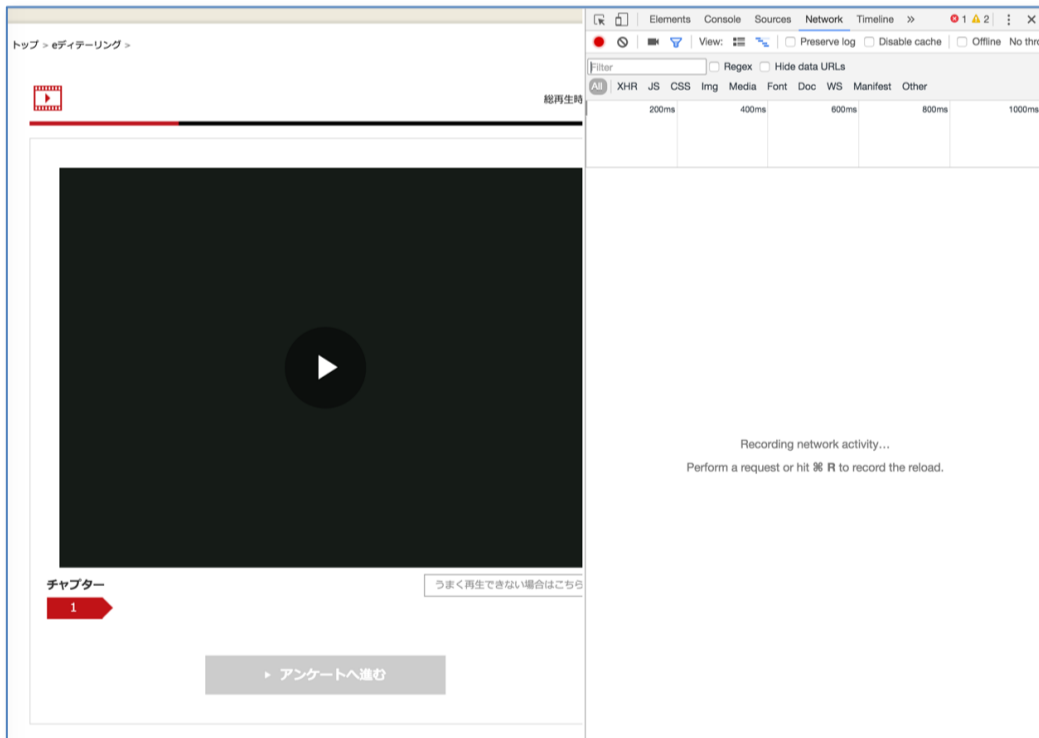 トップ > eディテーリング >
総再生時
チャプター
うまく再生できない場合はこちら
1
アンケートへ進む
Elements Console Sources Network Timeline » 1 2
View: Preserve log Disable cache Offline No thro
Filter Regex Hide data URLs
All XHR JS CSS Img Media Font Doc WS Manifest Other
200ms 400ms 600ms 800ms 1000ms
Recording network activity…
Perform a request or hit ⌘ R to record the reload.